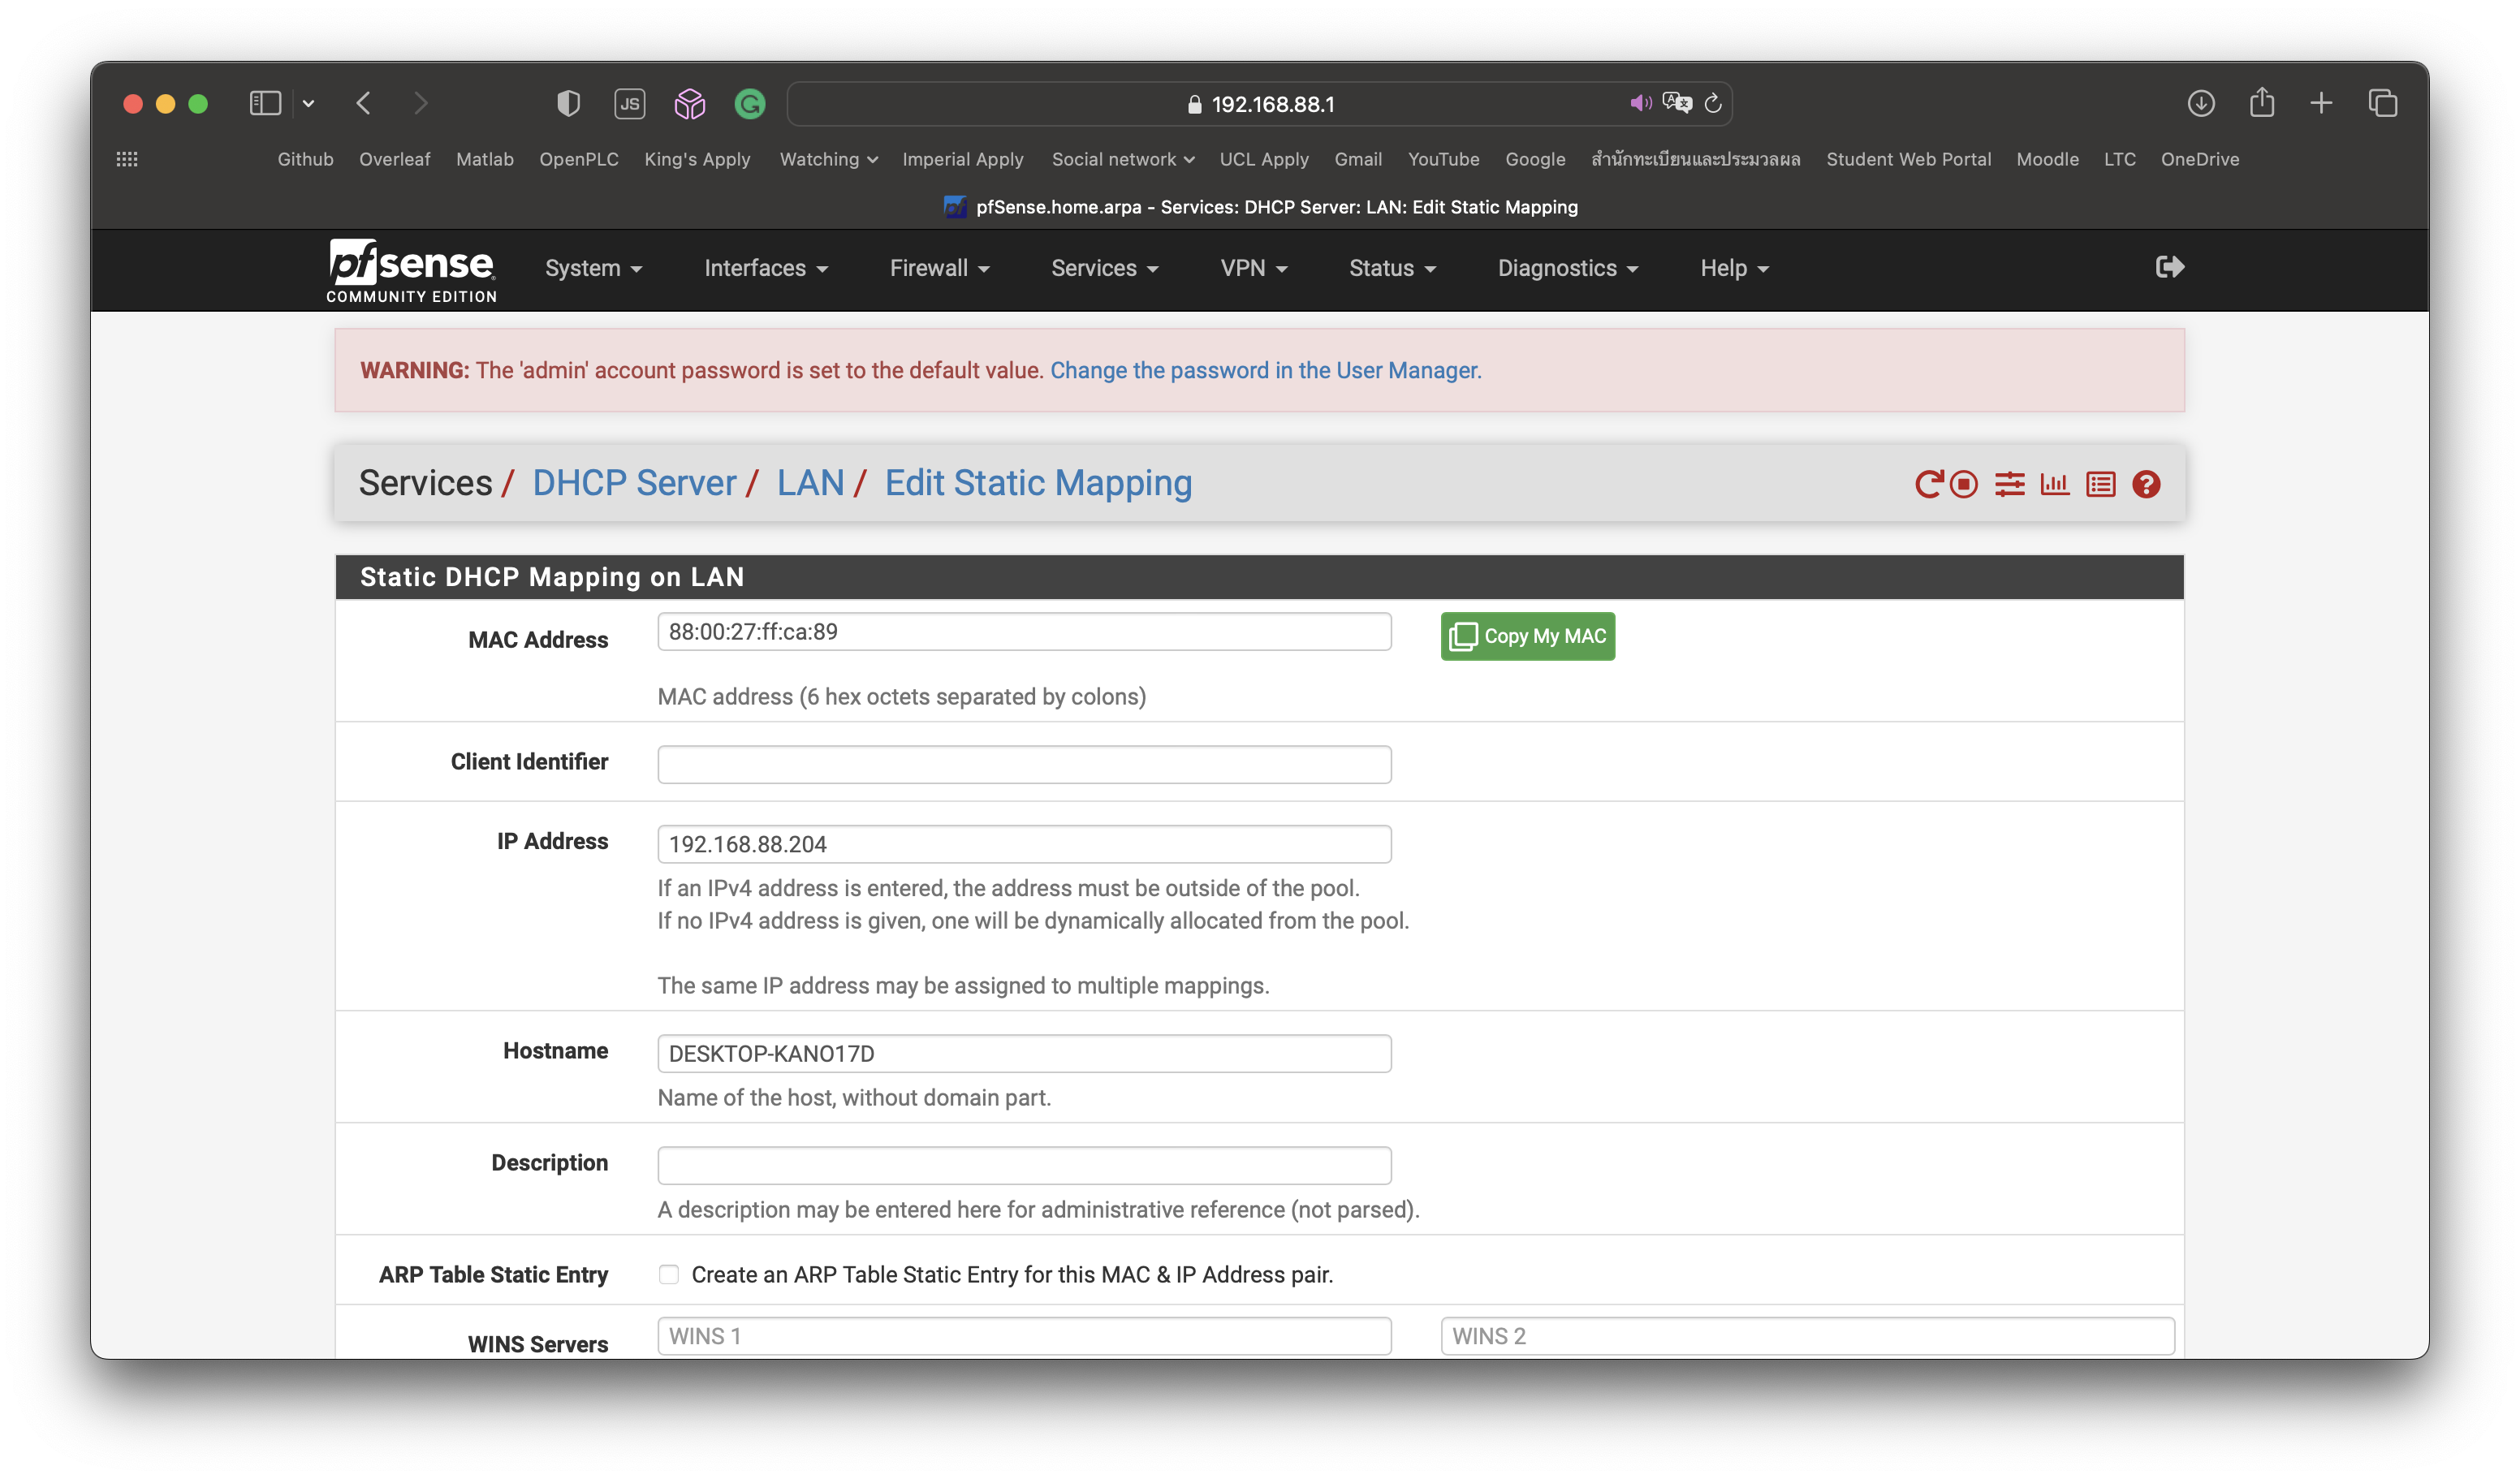 JS
192.168.88.1
Github Overleaf Matlab OpenPLC King's Apply Watching Imperial Apply Social network UCL Apply Gmail YouTube Google สำนักทะเบียนและประมวลผล Student Web Portal Moodle LTC OneDrive
pfSense.home.arpa - Services: DHCP Server: LAN: Edit Static Mapping
pfsense
COMMUNITY EDITION
System Interfaces Firewall Services VPN Status Diagnostics Help
WARNING: The 'admin' account password is set to the default value. Change the password in the User Manager.
Services / DHCP Server / LAN / Edit Static Mapping
Static DHCP Mapping on LAN
MAC Address 88:00:27:ff:ca:89 Copy My MAC
MAC address (6 hex octets separated by colons)
Client Identifier
IP Address 192.168.88.204
If an IPv4 address is entered, the address must be outside of the pool.
If no IPv4 address is given, one will be dynamically allocated from the pool.
The same IP address may be assigned to multiple mappings.
Hostname DESKTOP-KANO17D
Name of the host, without domain part.
Description
A description may be entered here for administrative reference (not parsed).
ARP Table Static Entry Create an ARP Table Static Entry for this MAC & IP Address pair.
WINS Servers WINS 1 WINS 2